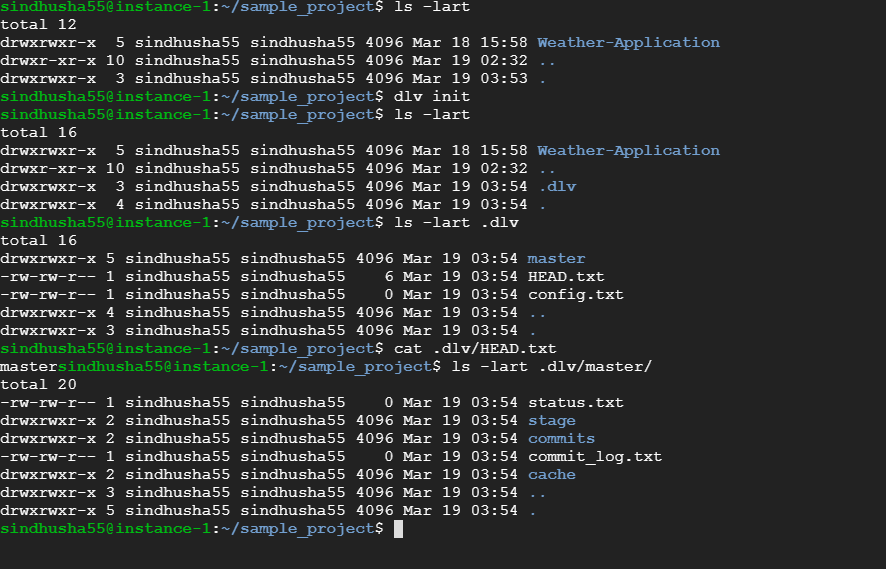 sindhusha55@instance-1:~/sample_project$ ls -lart
total 12
drwxrwxr-x  5 sindhusha55 sindhusha55 4096 Mar 18 15:58 Weather-Application
drwxr-xr-x 10 sindhusha55 sindhusha55 4096 Mar 19 02:32 ..
drwxrwxr-x  3 sindhusha55 sindhusha55 4096 Mar 19 03:53 .
sindhusha55@instance-1:~/sample_project$ dlv init
sindhusha55@instance-1:~/sample_project$ ls -lart
total 16
drwxrwxr-x  5 sindhusha55 sindhusha55 4096 Mar 18 15:58 Weather-Application
drwxr-xr-x 10 sindhusha55 sindhusha55 4096 Mar 19 02:32 ..
drwxrwxr-x  3 sindhusha55 sindhusha55 4096 Mar 19 03:54 .dlv
drwxrwxr-x  4 sindhusha55 sindhusha55 4096 Mar 19 03:54 .
sindhusha55@instance-1:~/sample_project$ ls -lart .dlv
total 16
drwxrwxr-x 5 sindhusha55 sindhusha55 4096 Mar 19 03:54 master
-rw-rw-r-- 1 sindhusha55 sindhusha55    6 Mar 19 03:54 HEAD.txt
-rw-rw-r-- 1 sindhusha55 sindhusha55    0 Mar 19 03:54 config.txt
drwxrwxr-x 4 sindhusha55 sindhusha55 4096 Mar 19 03:54 ..
drwxrwxr-x 3 sindhusha55 sindhusha55 4096 Mar 19 03:54 .
sindhusha55@instance-1:~/sample_project$ cat .dlv/HEAD.txt
mastersindhusha55@instance-1:~/sample_project$ ls -lart .dlv/master/
total 20
-rw-rw-r-- 1 sindhusha55 sindhusha55    0 Mar 19 03:54 status.txt
drwxrwxr-x 2 sindhusha55 sindhusha55 4096 Mar 19 03:54 stage
drwxrwxr-x 2 sindhusha55 sindhusha55 4096 Mar 19 03:54 commits
-rw-rw-r-- 1 sindhusha55 sindhusha55    0 Mar 19 03:54 commit_log.txt
drwxrwxr-x 2 sindhusha55 sindhusha55 4096 Mar 19 03:54 cache
drwxrwxr-x 3 sindhusha55 sindhusha55 4096 Mar 19 03:54 ..
drwxrwxr-x 5 sindhusha55 sindhusha55 4096 Mar 19 03:54 .
sindhusha55@instance-1:~/sample_project$